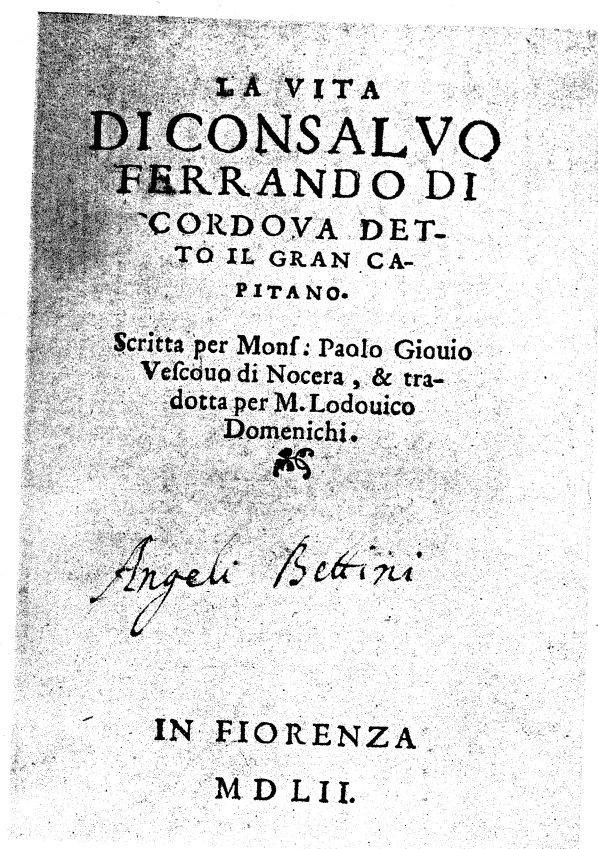 LA VITA
DI CONSALVO
FERRANDO DI
CORDOVA DET-
TO IL GRAN CA-
PITANO.
Scritta per Monſ: Paolo Giouio
Veſcouo di Nocera, & tra-
dotta per M. Lodouico
Domenichi.
Angeli Bettini
IN FIORENZA
MDLII.